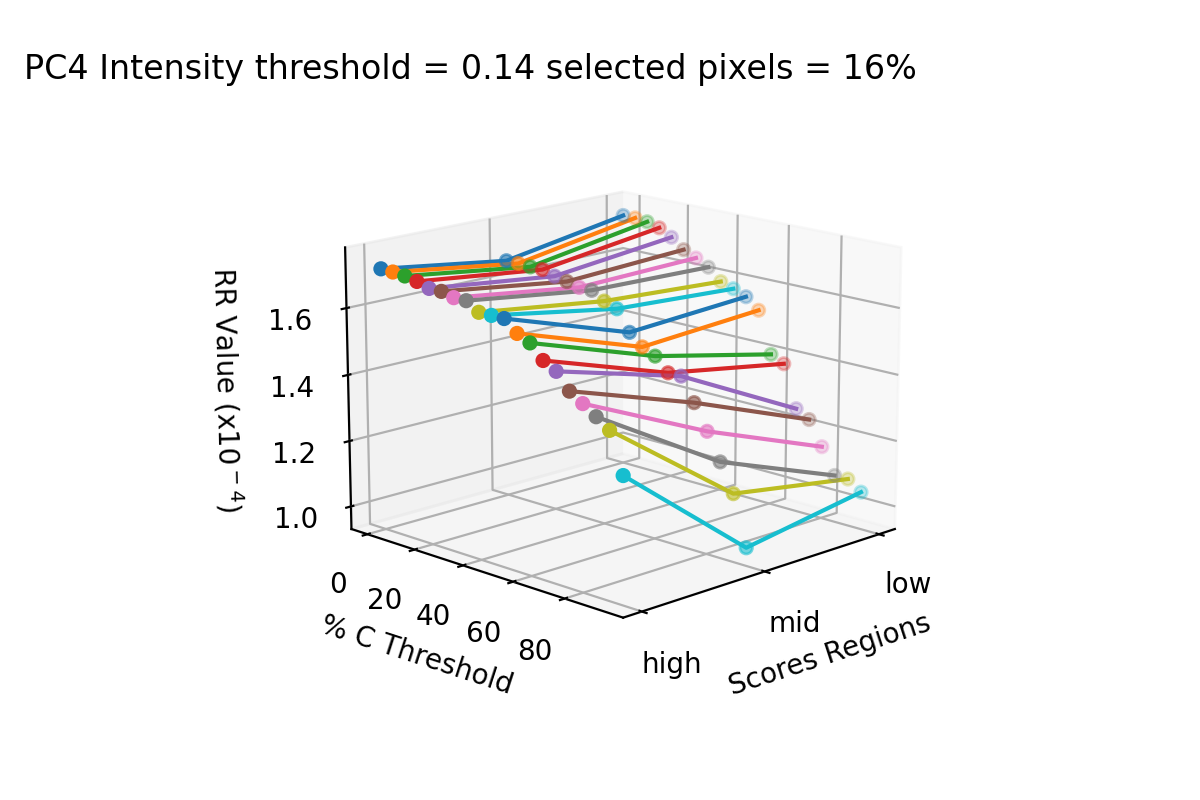 PC4 Intensity threshold = 0.14 selected pixels = 16%
RR Value (x10⁻⁴)
1.6
1.4
1.2
1.0
0
20
40
60
80
% C Threshold
high
mid
low
Scores Regions